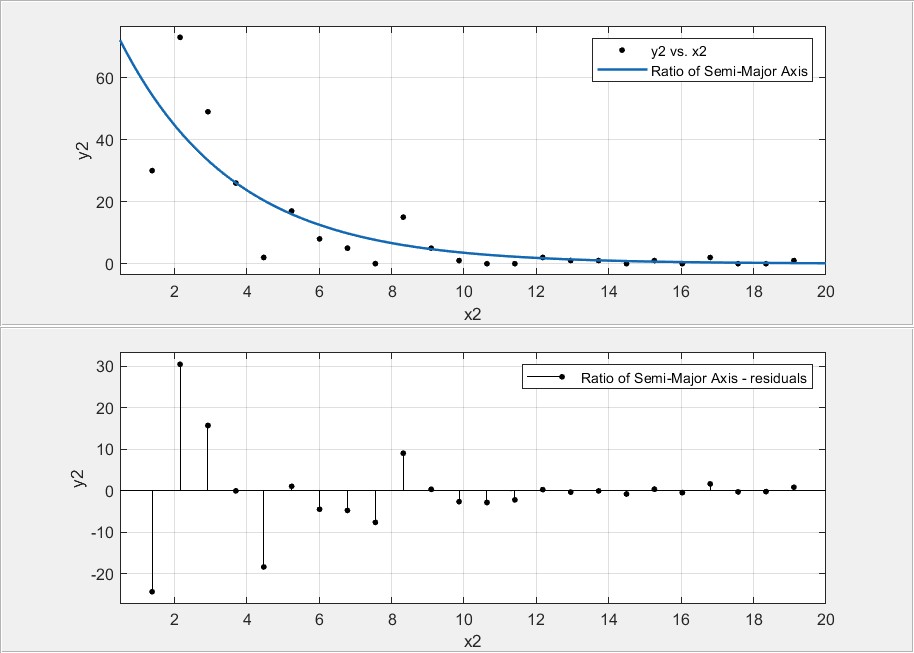 y2 vs. x2
Ratio of Semi-Major Axis
60
40
20
0
y2
2 4 6 8 10 12 14 16 18 20
x2
Ratio of Semi-Major Axis - residuals
30
20
10
0
-10
-20
y2
2 4 6 8 10 12 14 16 18 20
x2